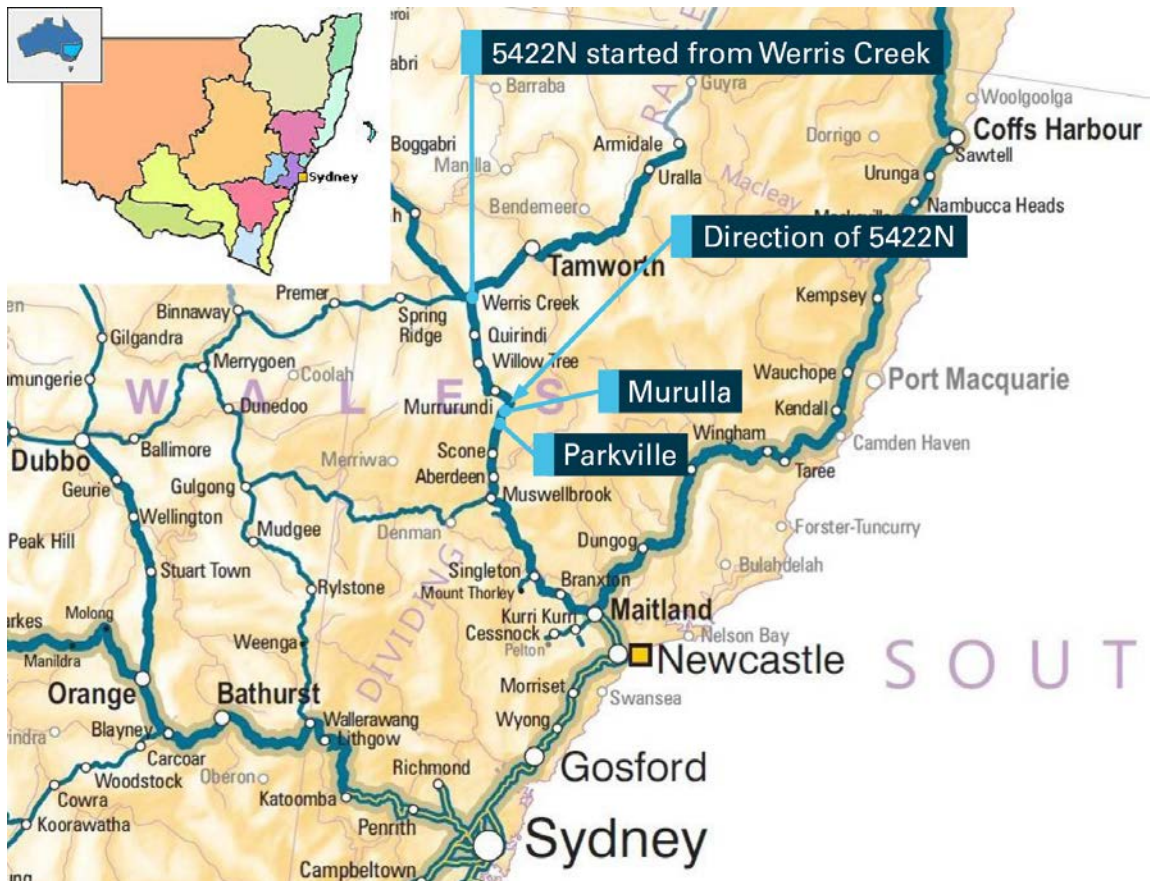 Sydney
5422N started from Werris Creek
Barraba
Guyra
Woolgoolga
Coffs Harbour
Dorrigo
Sawtell
Boggabri
Manilla
Armidale
Uralla
Urunga
Macleay
Nambucca Heads
Bendemeer
Direction of 5422N
Tamworth
Kempsey
Premer
Binnaway
Spring
Ridge
Werris Creek
Gilgandra
Quirindi
Merrygoen
Willow Tree
Coolah
Wauchope
Port Macquarie
W A L E S
Murrurundi
Murulla
Dunedoo
Kendall
Ballimore
Parkville
Wingham
Camden Haven
Dubbo
Merriwa
Scone
Aberdeen
Taree
Geurie
Gulgong
Muswellbrook
Wellington
Mudgee
Denman
Forster-Tuncurry
Peak Hill
Dungog
Bulahdelah
Stuart Town
Rylstone
Singleton
Mount Thorley
Branxton
DIVIDING
Molong
Kurri Kurri
Maitland
Manildra
Weenga
Cessnock
Pelton
Nelson Bay
Newcastle
SOUT
Orange
Bathurst
Morriset
Swansea
Blayney
Wallerawang
Lithgow
Wyong
Carcoar
Woodstock
Oberon
Richmond
Gosford
Cowra
Katoomba
Koorawatha
Penrith
Sydney
Campbeltown